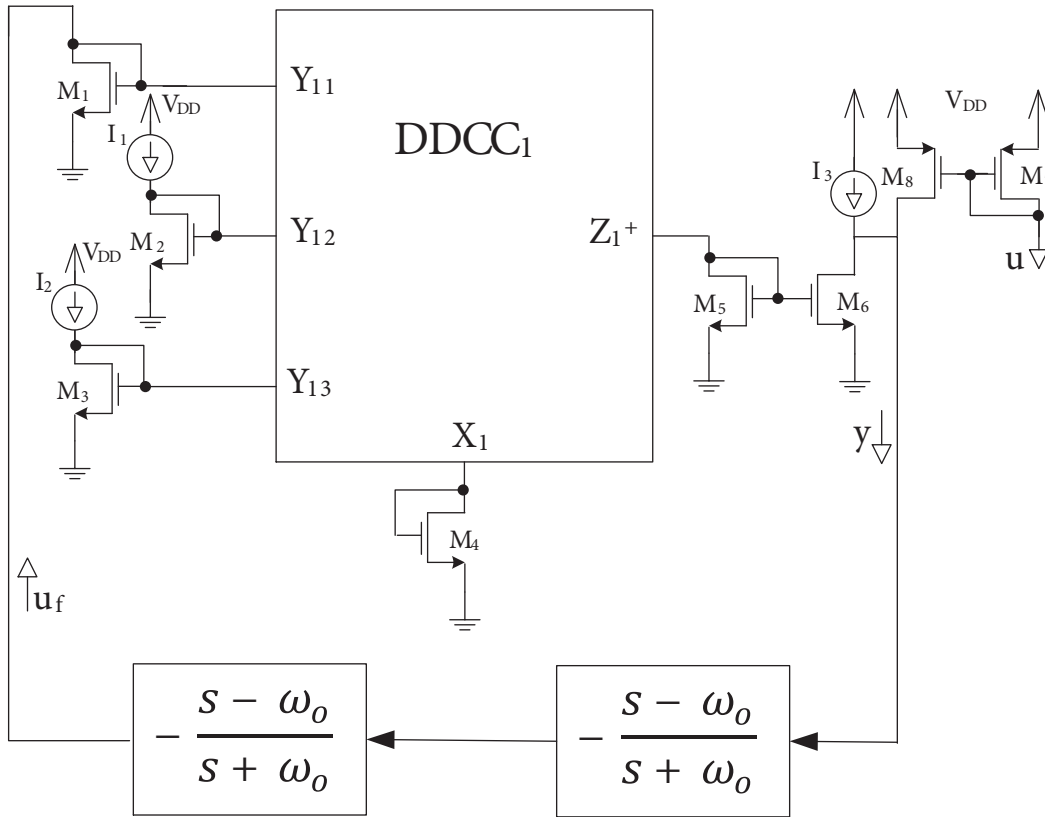 M1
Y11
DDCC1
VDD
I1
VDD
I3
M8
M
M2
Y12
Z1+
u
VDD
I2
M5
M6
M3
Y13
y
X1
M4
uf
- s - ωo / s + ωo
- s - ωo / s + ωo